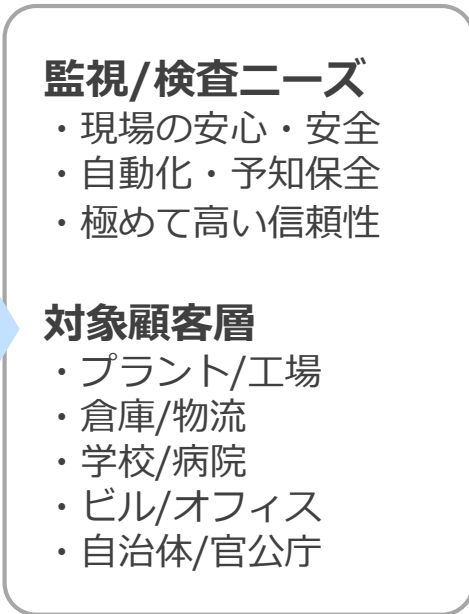 監視/検査ニーズ
・現場の安心・安全
・自動化・予知保全
・極めて高い信頼性
対象顧客層
・プラント/工場
・倉庫/物流
・学校/病院
・ビル/オフィス
・自治体/官公庁